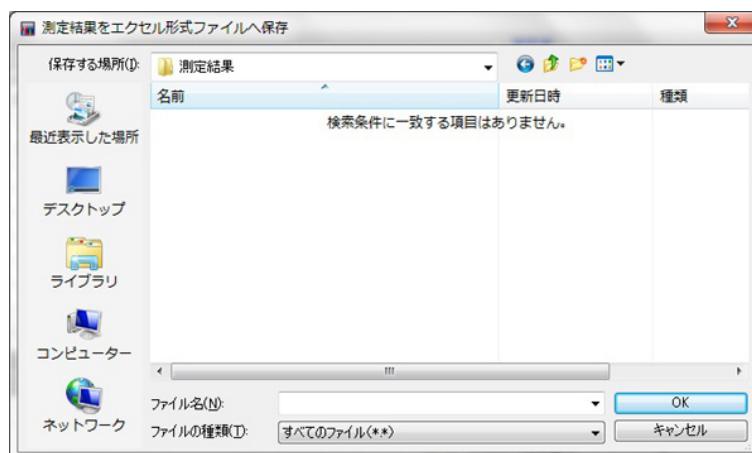 測定結果をエクセル形式ファイルへ保存
保存する場所(I):
測定結果
名前
更新日時
種類
検索条件に一致する項目はありません。
最近表示した場所
デスクトップ
ライブラリ
コンピューター
ネットワーク
ファイル名(N):
OK
ファイルの種類(T):
すべてのファイル(*.*)
キャンセル